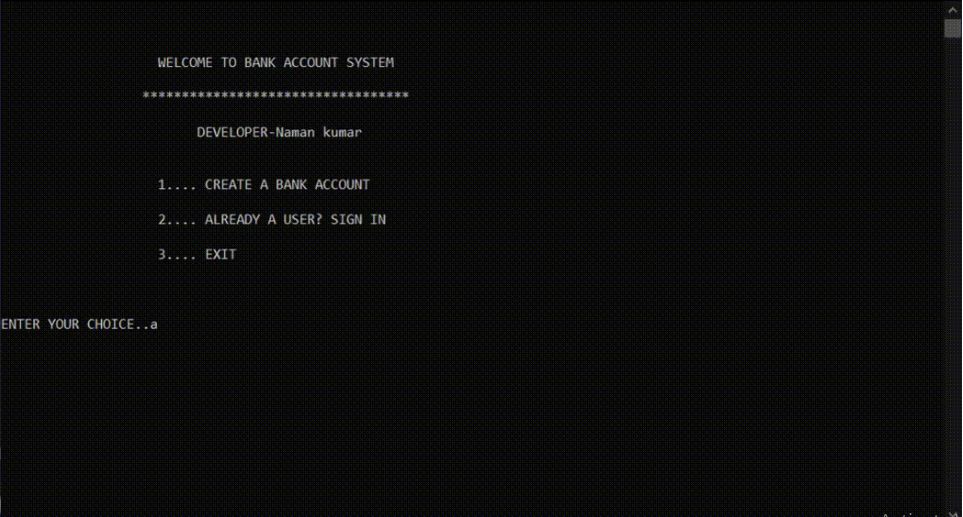 WELCOME TO BANK ACCOUNT SYSTEM
**********************************
DEVELOPER-Naman kumar
1.... CREATE A BANK ACCOUNT
2.... ALREADY A USER? SIGN IN
3.... EXIT
ENTER YOUR CHOICE..a